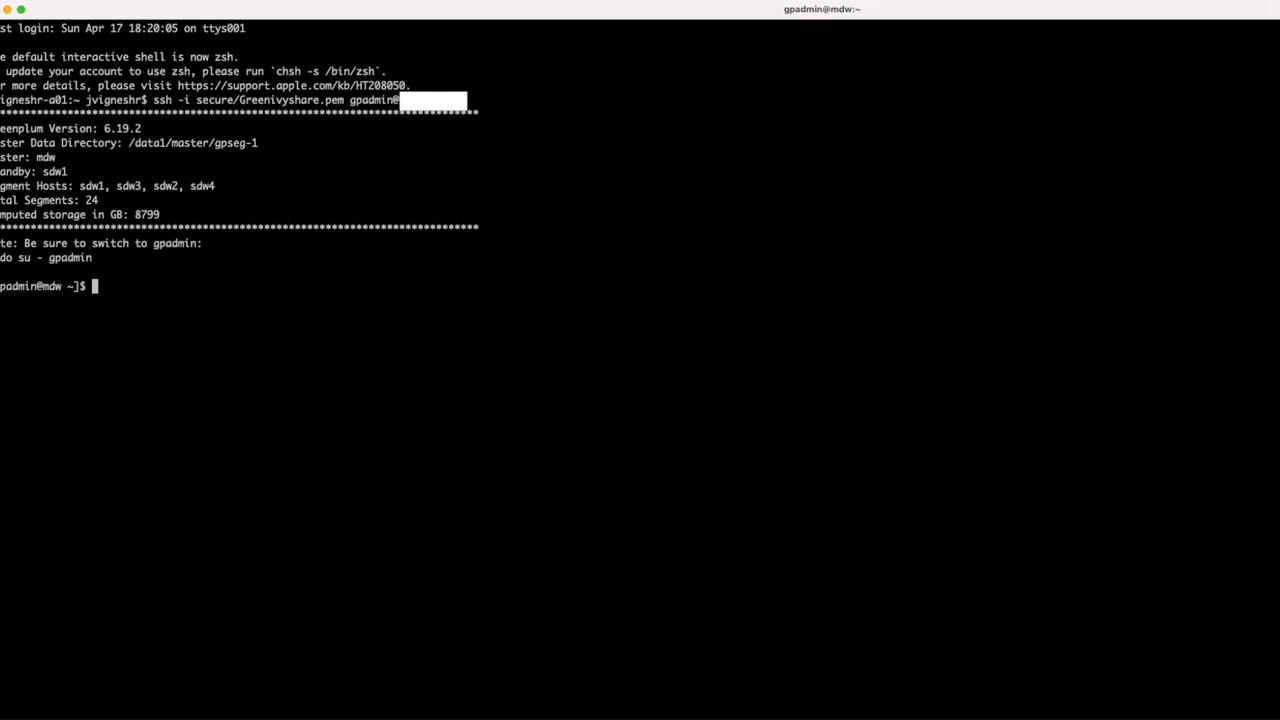 gpadmin@mdw:~
st login: Sun Apr 17 18:20:05 on ttys001
e default interactive shell is now zsh.
update your account to use zsh, please run `chsh -s /bin/zsh`.
r more details, please visit https://support.apple.com/kb/HT208050.
igneshr-a01:~ jvigneshr$ ssh -i secure/Greenivyshare.pem gpadmin@
******************************************************************************
eenplum Version: 6.19.2
ster Data Directory: /data1/master/gpseg-1
ster: mdw
andby: sdw1
gment Hosts: sdw1, sdw3, sdw2, sdw4
tal Segments: 24
mputed storage in GB: 8799
******************************************************************************
te: Be sure to switch to gpadmin:
do su - gpadmin
padmin@mdw ~]$